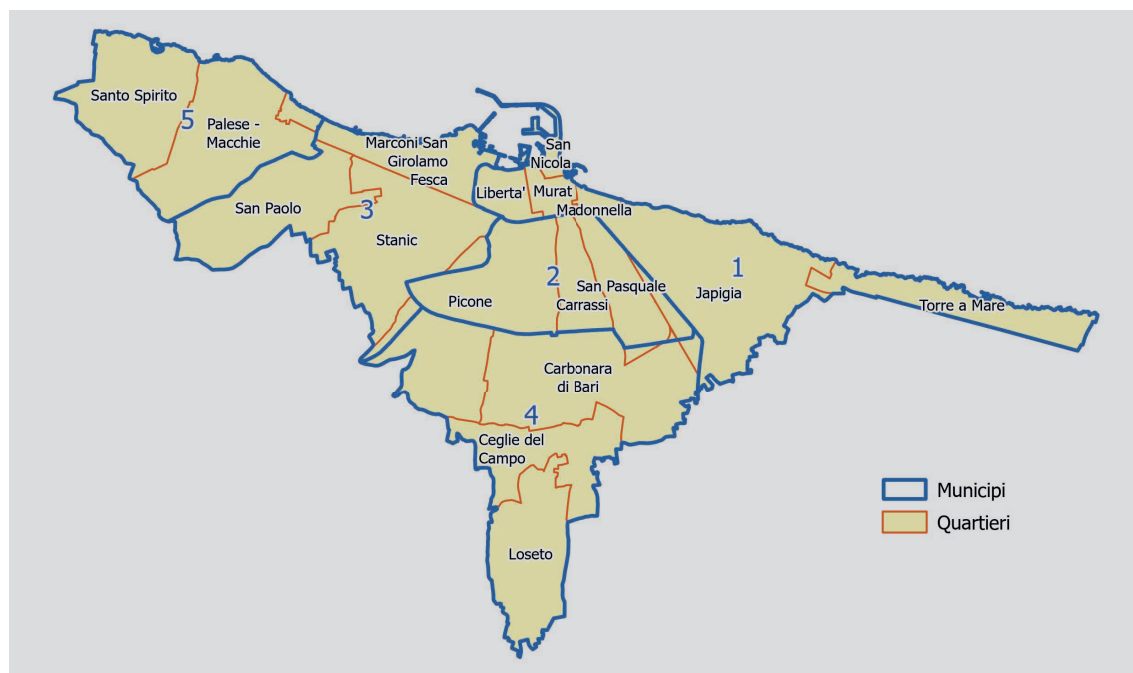 Santo Spirito
5
Palese -
Macchie
Marconi San
Girolamo
Fesca
San
Nicola
Liberta'
Murat
Madonnella
San Paolo
3
Stanic
1
2
Japigia
San Pasquale
Picone
Carrassi
Torre a Mare
Carbonara
di Bari
4
Ceglie del
Campo
Loseto
Municipi
Quartieri